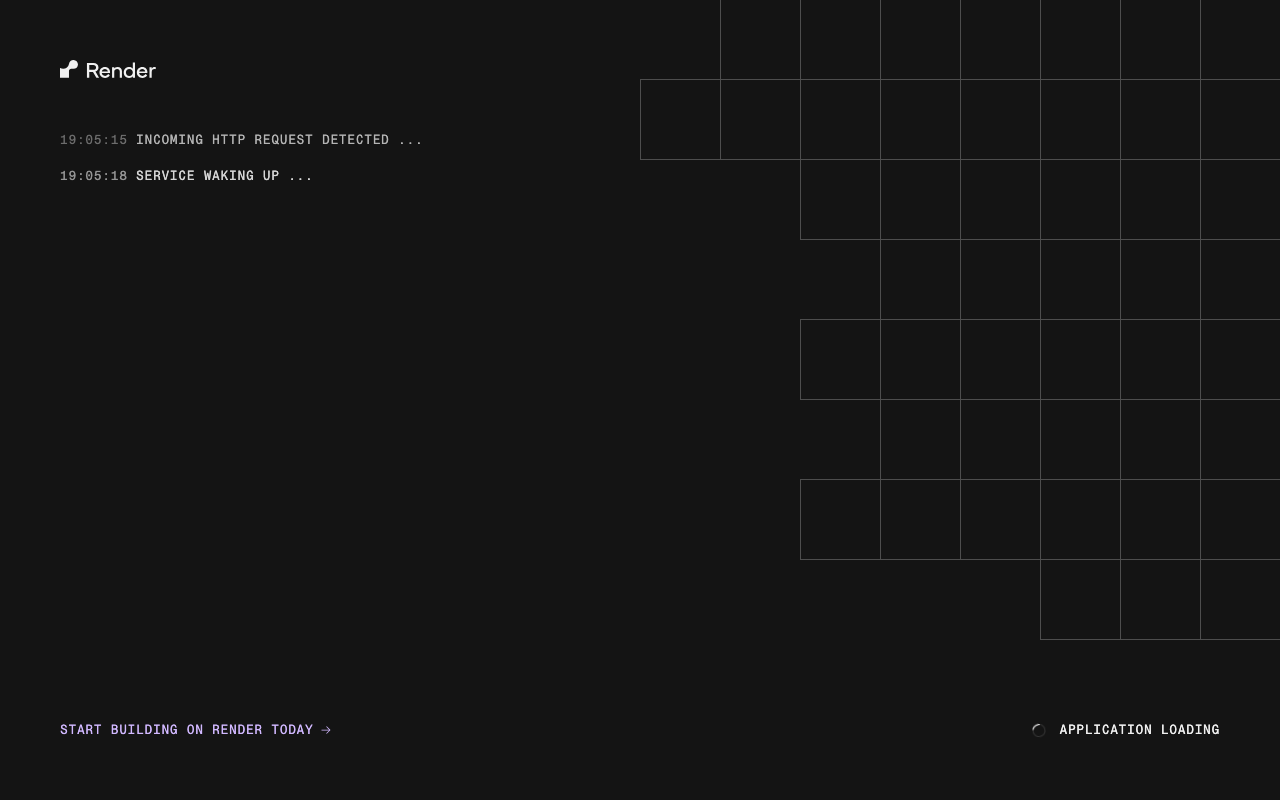 Render
19:05:15 INCOMING HTTP REQUEST DETECTED ...
19:05:18 SERVICE WAKING UP ...
START BUILDING ON RENDER TODAY →
APPLICATION LOADING